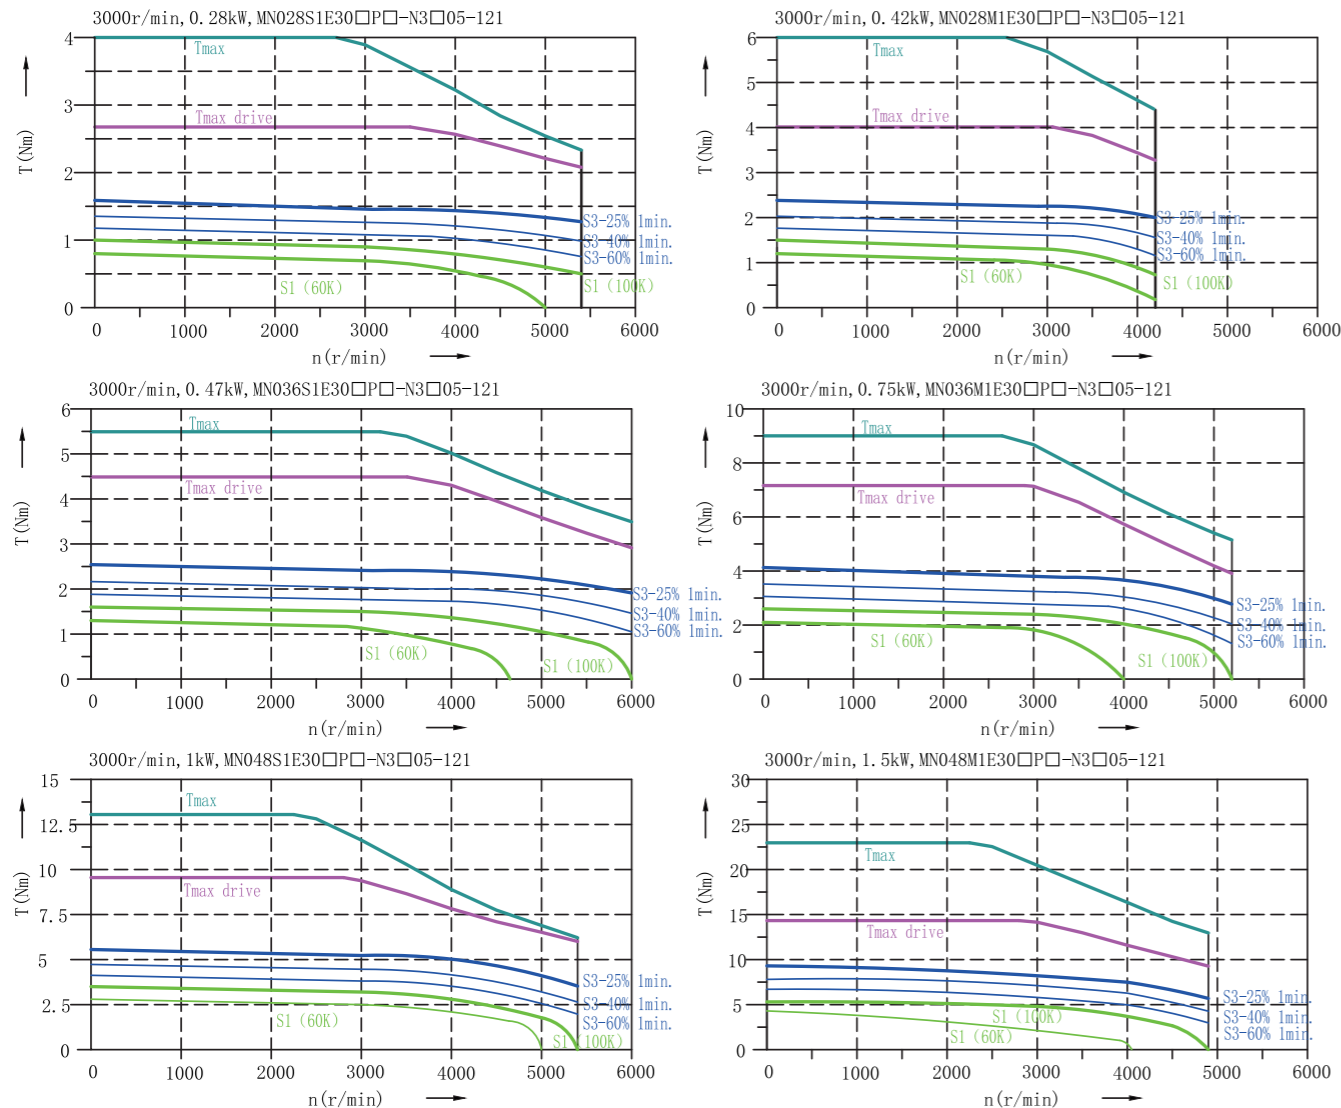 3000r/min, 0.28kW, MN028S1E30□P□-N3□05-121
4
3
2
1
0
T(Nm)
Tmax
Tmax drive
S3-25% 1min.
S3-40% 1min.
S3-60% 1min.
S1 (60K)
S1 (100K)
0 1000 2000 3000 4000 5000 6000
n(r/min)
3000r/min, 0.42kW, MN028M1E30□P□-N3□05-121
6
5
4
3
2
1
0
T(Nm)
Tmax
Tmax drive
S3-25% 1min.
S3-40% 1min.
S3-60% 1min.
S1 (60K)
S1 (100K)
0 1000 2000 3000 4000 5000 6000
n(r/min)
3000r/min, 0.47kW, MN036S1E30□P□-N3□05-121
6
5
4
3
2
1
0
T(Nm)
Tmax
Tmax drive
S3-25% 1min.
S3-40% 1min.
S3-60% 1min.
S1 (60K)
S1 (100K)
0 1000 2000 3000 4000 5000 6000
n(r/min)
3000r/min, 0.75kW, MN036M1E30□P□-N3□05-121
10
8
6
4
2
0
T(Nm)
Tmax
Tmax drive
S3-25% 1min.
S3-40% 1min.
S3-60% 1min.
S1 (60K)
S1 (100K)
0 1000 2000 3000 4000 5000 6000
n(r/min)
3000r/min, 1kW, MN048S1E30□P□-N3□05-121
15
12.5
10
7.5
5
2.5
0
T(Nm)
Tmax
Tmax drive
S3-25% 1min.
S3-40% 1min.
S3-60% 1min.
S1 (60K)
S1 (100K)
0 1000 2000 3000 4000 5000 6000
n(r/min)
3000r/min, 1.5kW, MN048M1E30□P□-N3□05-121
30
25
20
15
10
5
0
T(Nm)
Tmax
Tmax drive
S3-25% 1min.
S3-40% 1min.
S3-60% 1min.
S1 (100K)
S1 (60K)
0 1000 2000 3000 4000 5000 6000
n(r/min)